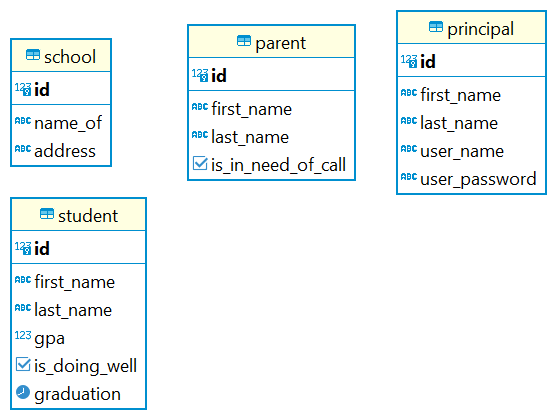 school
123 id
ABC name_of
ABC address
parent
123 id
ABC first_name
ABC last_name
is_in_need_of_call
principal
123 id
ABC first_name
ABC last_name
ABC user_name
ABC user_password
student
123 id
ABC first_name
ABC last_name
123 gpa
is_doing_well
graduation